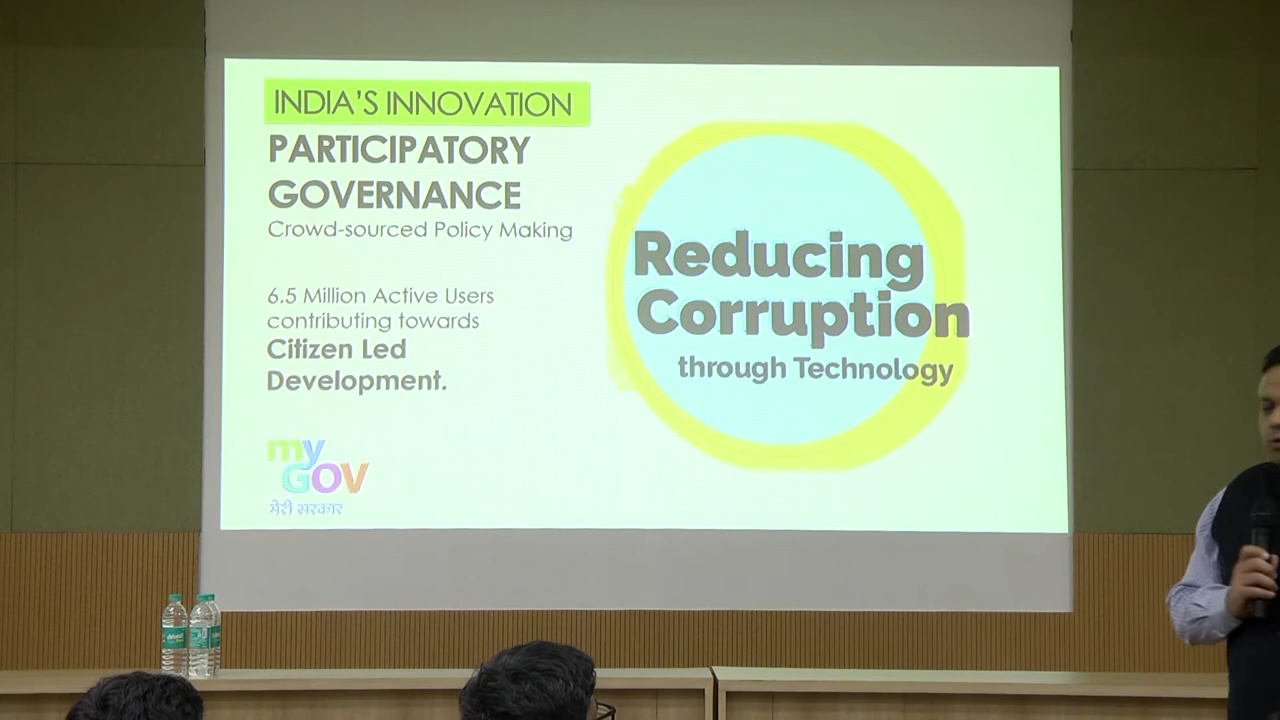 INDIA'S INNOVATION
PARTICIPATORY
GOVERNANCE
Crowd-sourced Policy Making
6.5 Million Active Users
contributing towards
Citizen Led
Development.
my
GOV
मेरी सरकार
Reducing
Corruption
through Technology